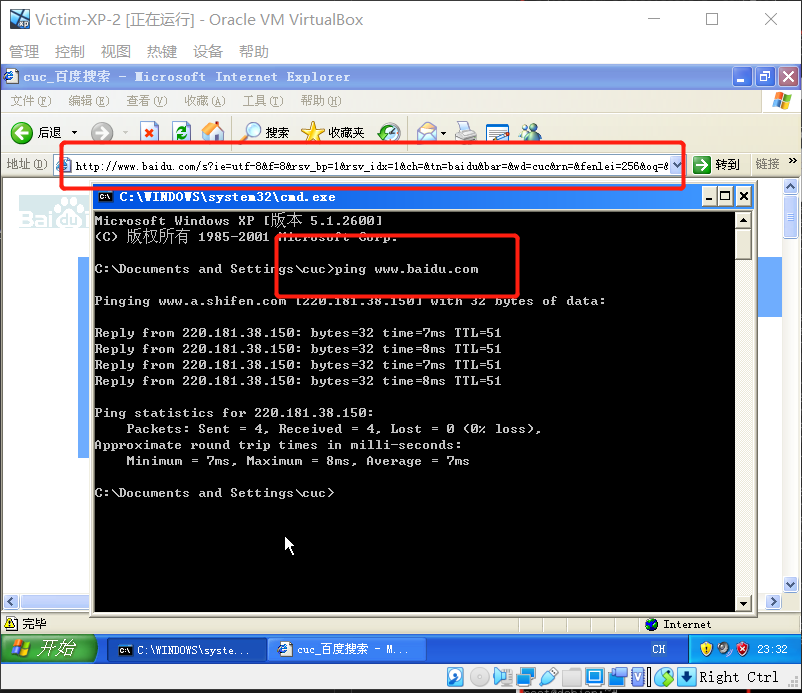 Victim-XP-2 [正在运行] - Oracle VM VirtualBox
管理 控制 视图 热键 设备 帮助
cuc_百度搜索 - Microsoft Internet Explorer
文件(F) 编辑(E) 查看(V) 收藏(A) 工具(T) 帮助(H)
后退 搜索 收藏夹
地址(D) http://www.baidu.com/s?ie=utf-8&f=8&rsv_bp=1&rsv_idx=1&ch=&tn=baidu&bar=&wd=cuc&rn=&fenlei=256&oq=& 转到 链接 »
Bai du
C:\WINDOWS\system32\cmd.exe
Microsoft Windows XP [版本 5.1.2600]
(C) 版权所有 1985-2001 Microsoft Corp.
C:\Documents and Settings\cuc>ping www.baidu.com
Pinging www.a.shifen.com [220.181.38.150] with 32 bytes of data:
Reply from 220.181.38.150: bytes=32 time=7ms TTL=51
Reply from 220.181.38.150: bytes=32 time=8ms TTL=51
Reply from 220.181.38.150: bytes=32 time=7ms TTL=51
Reply from 220.181.38.150: bytes=32 time=8ms TTL=51
Ping statistics for 220.181.38.150:
Packets: Sent = 4, Received = 4, Lost = 0 (0% loss),
Approximate round trip times in milli-seconds:
Minimum = 7ms, Maximum = 8ms, Average = 7ms
C:\Documents and Settings\cuc>
完毕 Internet
开始 C:\WINDOWS\syste... cuc_百度搜索 - M... CH 23:32
Right Ctrl